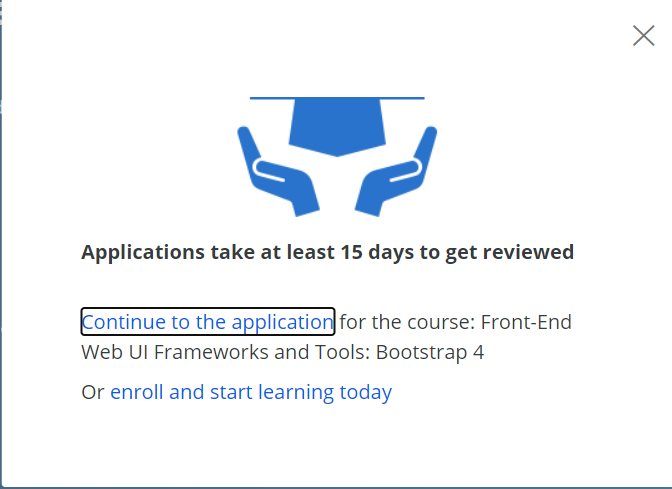 Applications take at least 15 days to get reviewed
Continue to the application for the course: Front-End
Web UI Frameworks and Tools: Bootstrap 4
Or enroll and start learning today